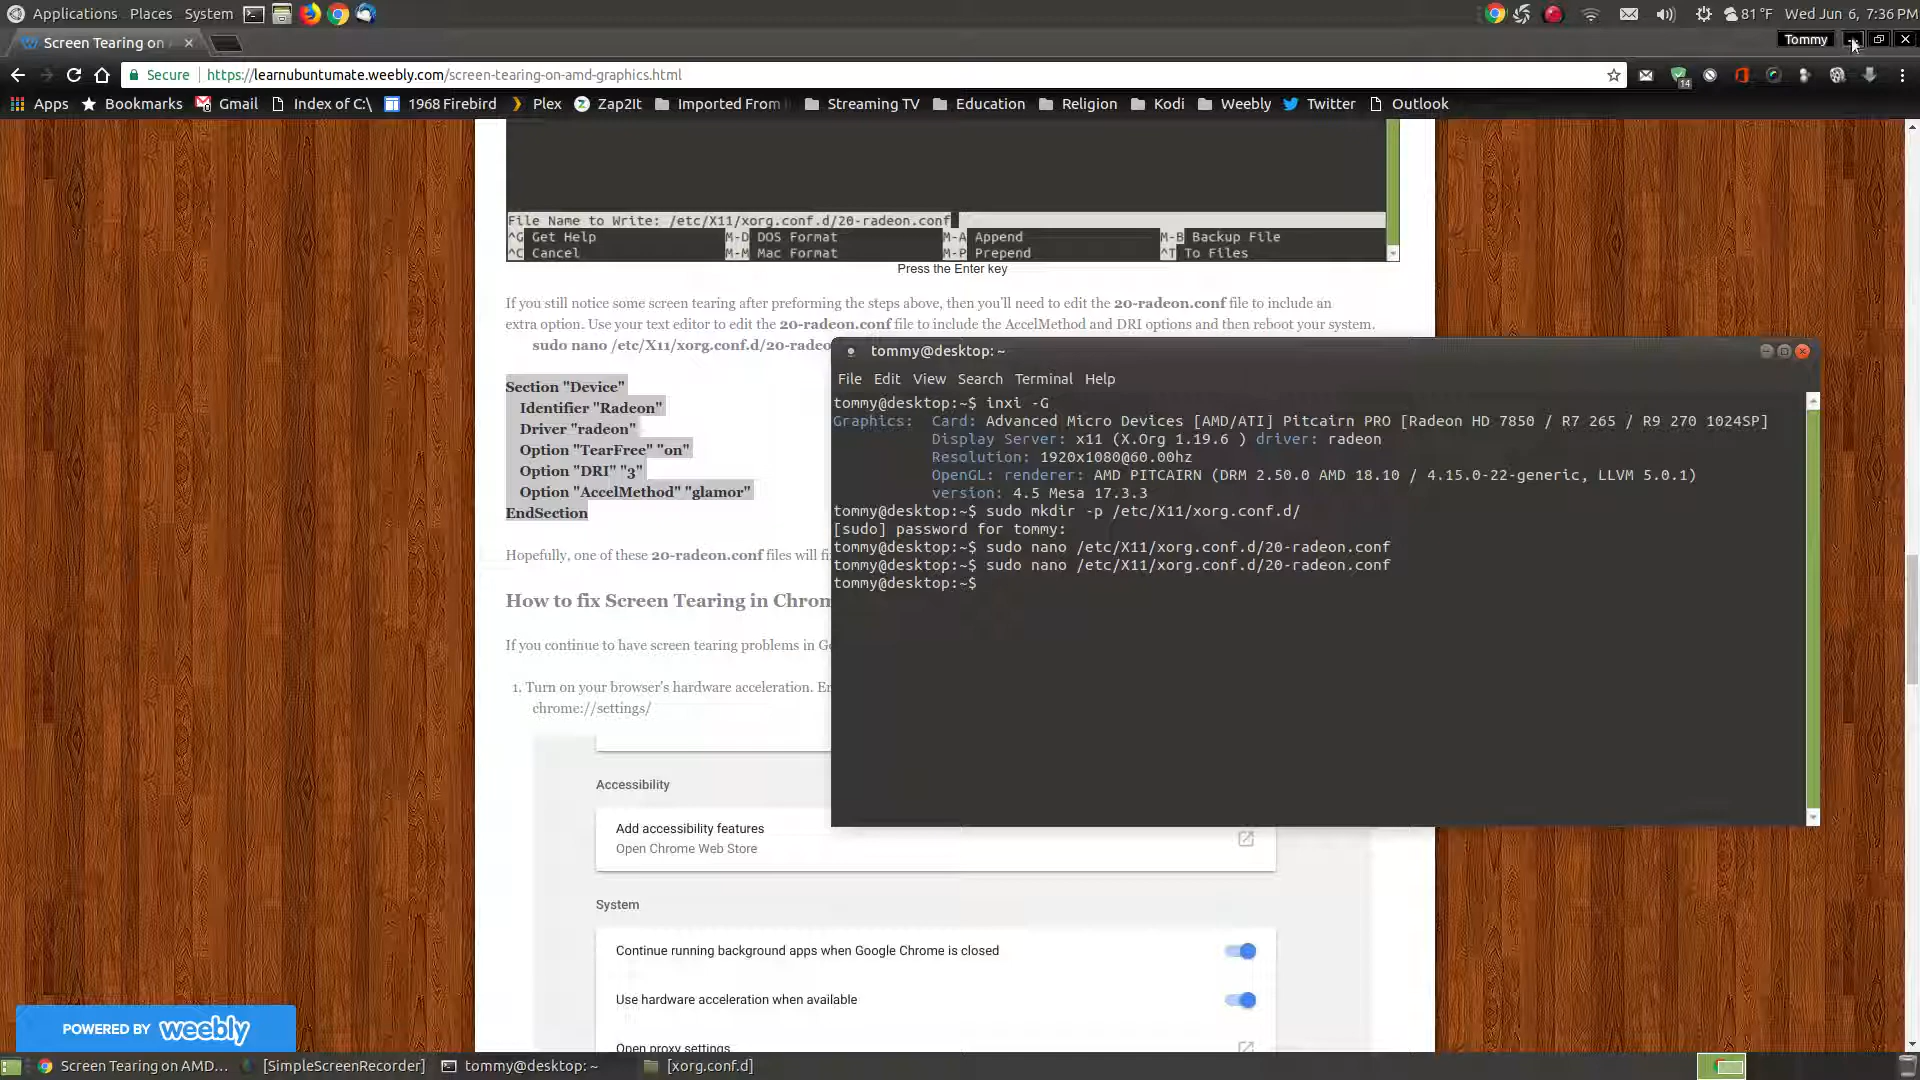 Applications Places System
81 °F Wed Jun 6, 7:36 PM
Screen Tearing on
Tommy
Secure https://learnubuntumate.weebly.com/screen-tearing-on-amd-graphics.html
14
Apps Bookmarks Gmail Index of C:\ 1968 Firebird Plex Zap2It Imported From Streaming TV Education Religion Kodi Weebly Twitter Outlook
File Name to Write: /etc/X11/xorg.conf.d/20-radeon.conf
^G Get Help M-D DOS Format M-A Append M-B Backup File
^C Cancel M-M Mac Format M-P Prepend ^T To Files
Press the Enter key
If you still notice some screen tearing after preforming the steps above, then you'll need to edit the 20-radeon.conf file to include an
extra option. Use your text editor to edit the 20-radeon.conf file to include the AccelMethod and DRI options and then reboot your system.
sudo nano /etc/X11/xorg.conf.d/20-radeo
Section "Device"
Identifier "Radeon"
Driver "radeon"
Option "TearFree" "on"
Option "DRI" "3"
Option "AccelMethod" "glamor"
EndSection
Hopefully, one of these 20-radeon.conf files will fi
How to fix Screen Tearing in Chrom
If you continue to have screen tearing problems in Go
1. Turn on your browser's hardware acceleration. En
chrome://settings/
Accessibility
Add accessibility features
Open Chrome Web Store
System
Continue running background apps when Google Chrome is closed
Use hardware acceleration when available
Open proxy settings
tommy@desktop: ~
File Edit View Search Terminal Help
tommy@desktop:~$ inxi -G
Graphics: Card: Advanced Micro Devices [AMD/ATI] Pitcairn PRO [Radeon HD 7850 / R7 265 / R9 270 1024SP]
Display Server: x11 (X.Org 1.19.6 ) driver: radeon
Resolution: 1920x1080@60.00hz
OpenGL: renderer: AMD PITCAIRN (DRM 2.50.0 AMD 18.10 / 4.15.0-22-generic, LLVM 5.0.1)
version: 4.5 Mesa 17.3.3
tommy@desktop:~$ sudo mkdir -p /etc/X11/xorg.conf.d/
[sudo] password for tommy:
tommy@desktop:~$ sudo nano /etc/X11/xorg.conf.d/20-radeon.conf
tommy@desktop:~$ sudo nano /etc/X11/xorg.conf.d/20-radeon.conf
tommy@desktop:~$
POWERED BY weebly
Screen Tearing on AMD... [SimpleScreenRecorder] tommy@desktop: ~ [xorg.conf.d]